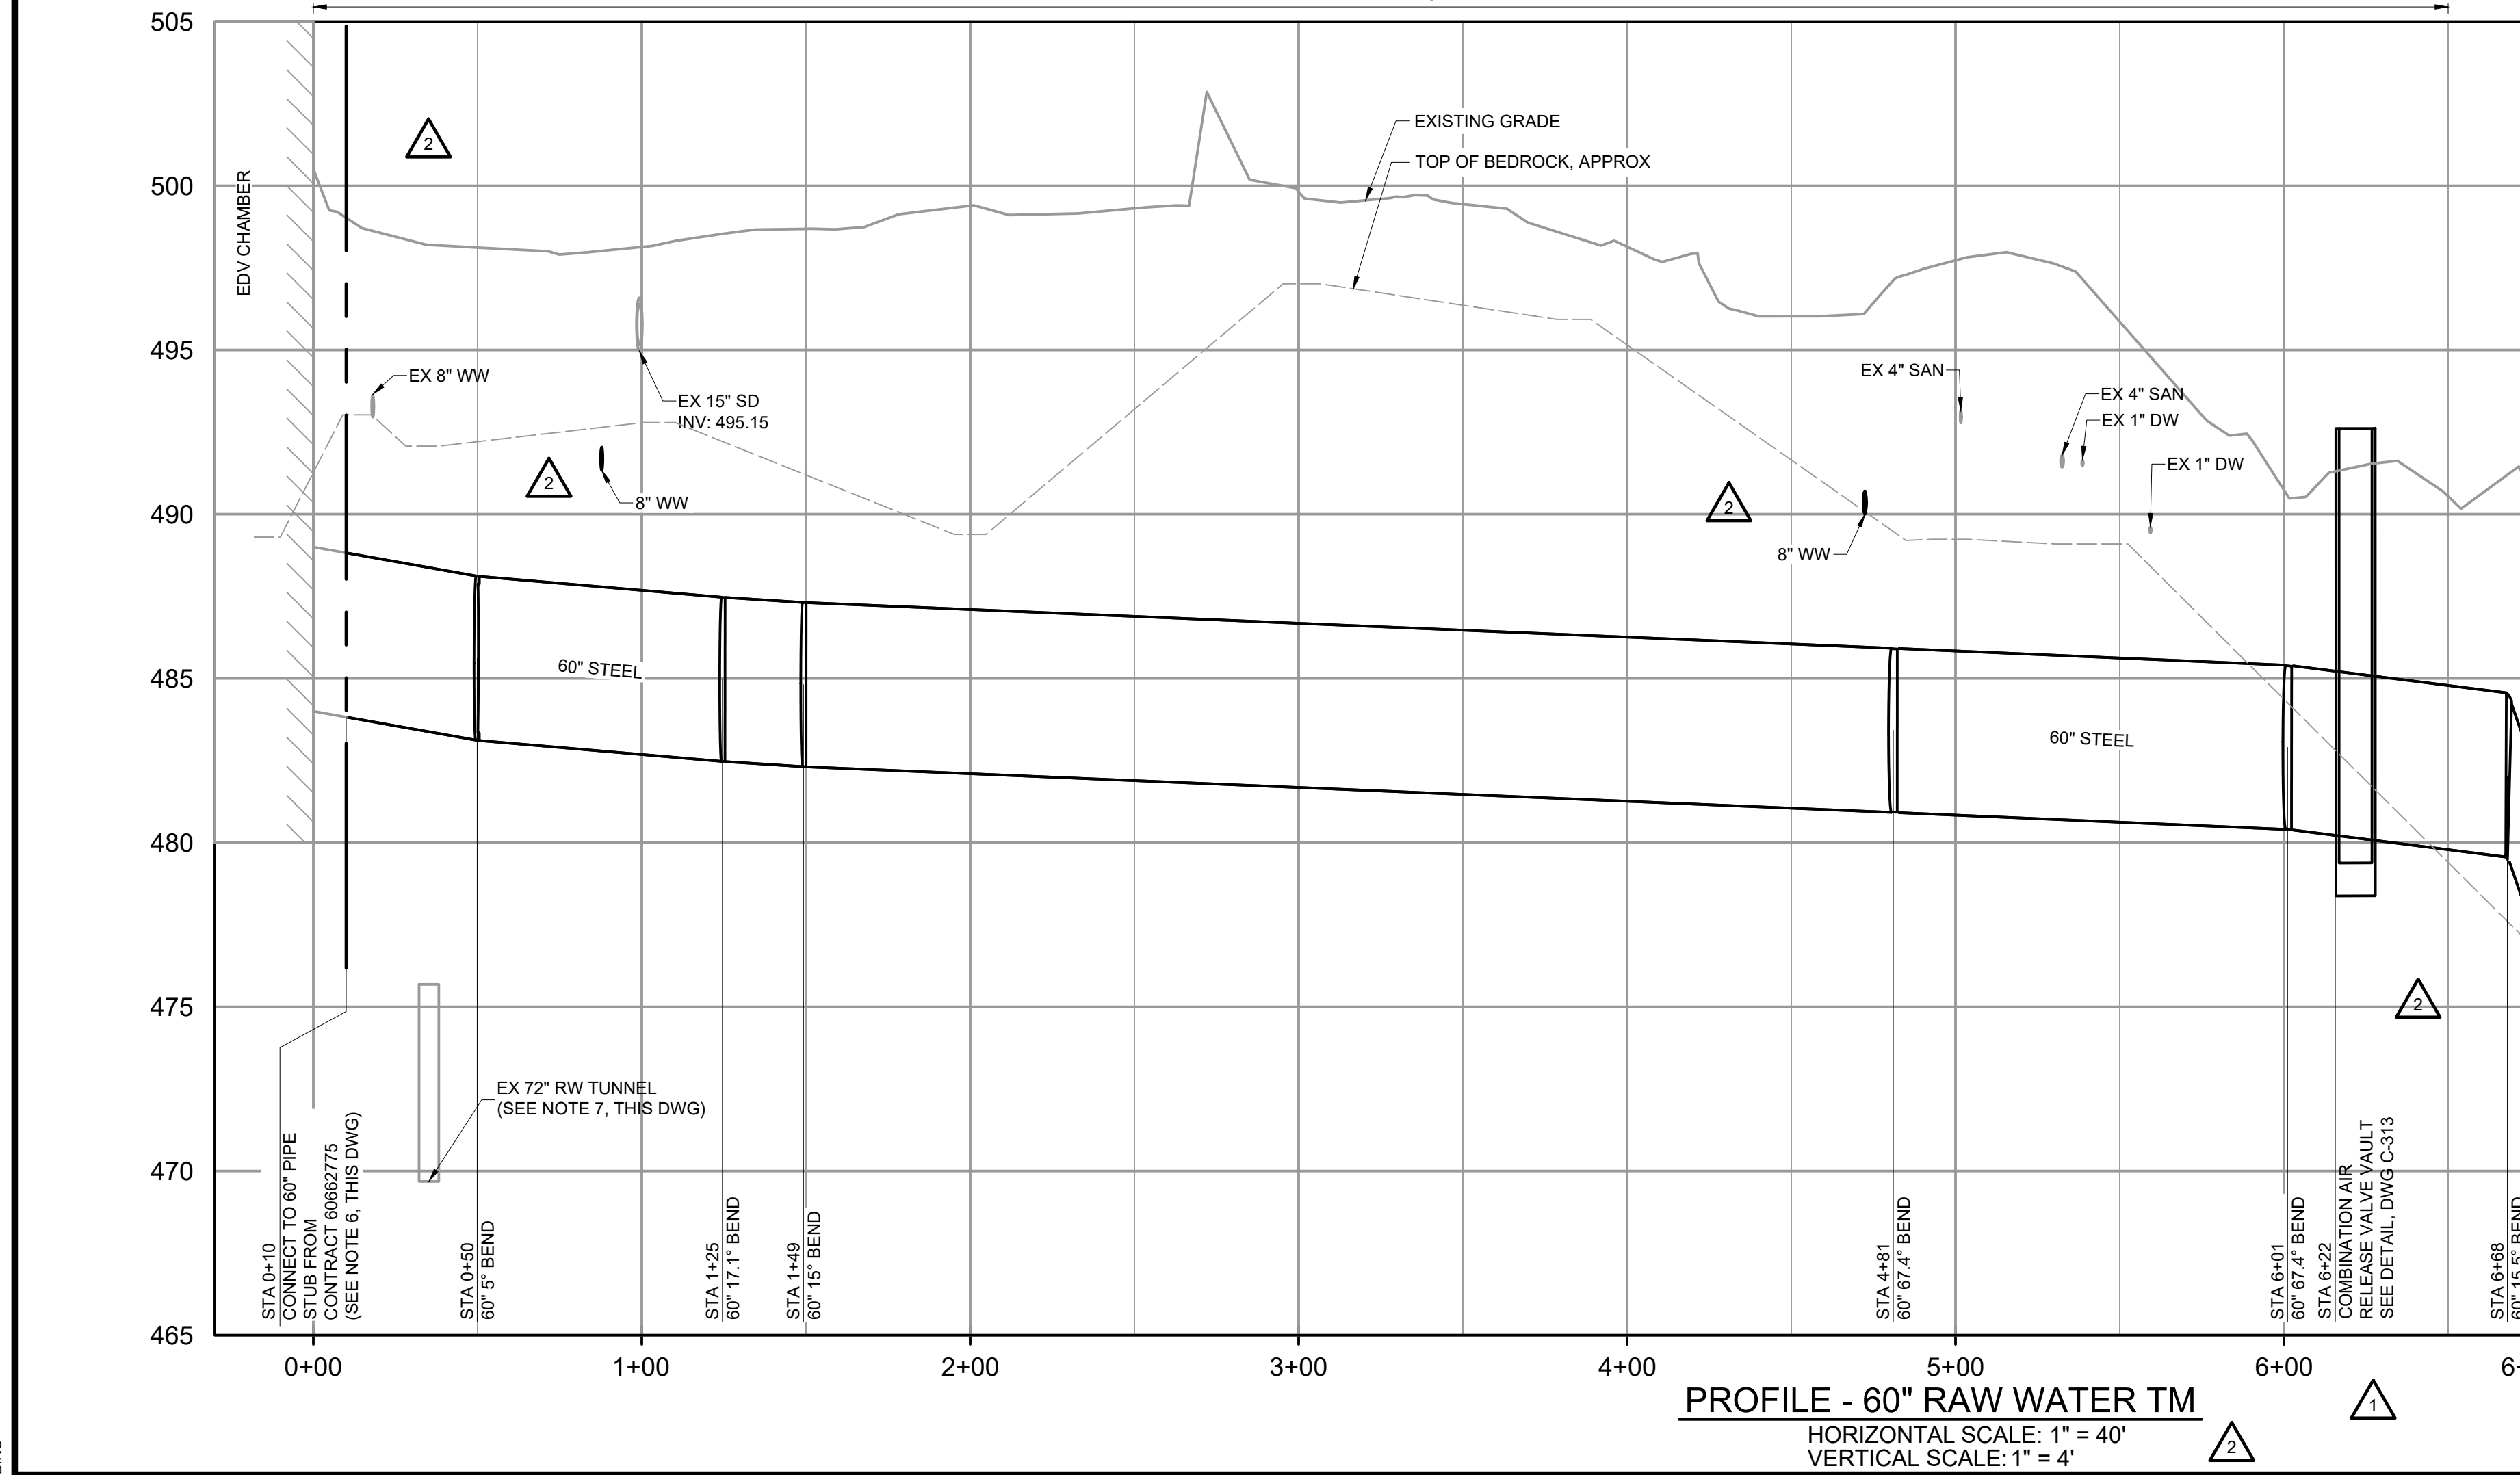 505
500
495
490
485
480
475
470
465
EDV CHAMBER
2
EXISTING GRADE
TOP OF BEDROCK, APPROX
EX 8" WW
EX 15" SD
INV: 495.15
2
8" WW
2
8" WW
EX 4" SAN
EX 4" SAN
EX 1" DW
EX 1" DW
60" STEEL
60" STEEL
2
EX 72" RW TUNNEL
(SEE NOTE 7, THIS DWG)
STA 0+10
CONNECT TO 60" PIPE
STUB FROM
CONTRACT 60662775
(SEE NOTE 6, THIS DWG)
STA 0+50
60" 5° BEND
STA 1+25
60" 17.1° BEND
STA 1+49
60" 15° BEND
STA 4+81
60" 67.4° BEND
STA 6+01
60" 67.4° BEND
STA 6+22
COMBINATION AIR
RELEASE VALVE VAULT
SEE DETAIL, DWG C-313
STA 6+68
60" 15.5° BEND
0+00
1+00
2+00
3+00
4+00
5+00
6+00
PROFILE - 60" RAW WATER TM
1
HORIZONTAL SCALE: 1" = 40'
VERTICAL SCALE: 1" = 4'
2